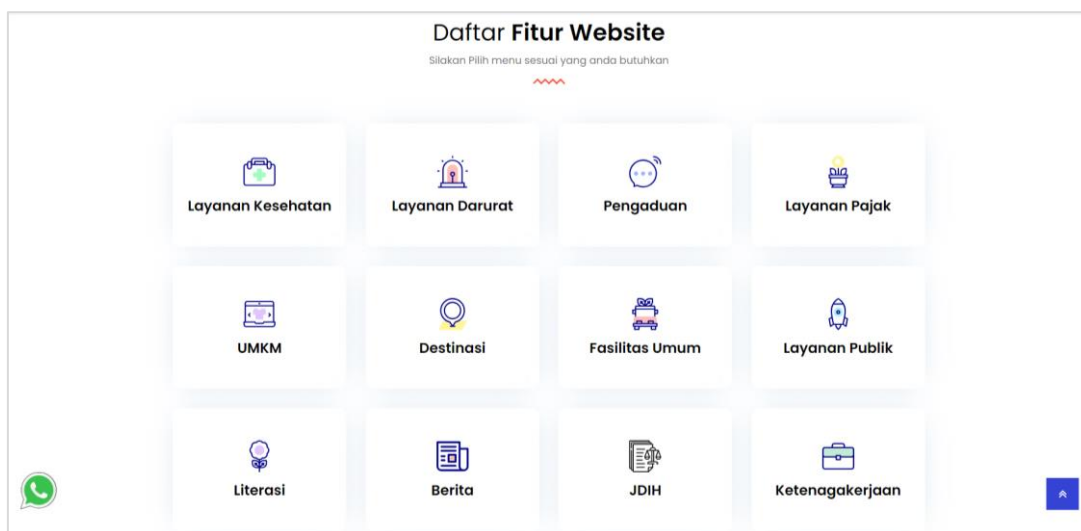 Daftar Fitur Website
Silakan Pilih menu sesuai yang anda butuhkan
Layanan Kesehatan
Layanan Darurat
Pengaduan
Layanan Pajak
UMKM
Destinasi
Fasilitas Umum
Layanan Publik
Literasi
Berita
JDIH
Ketenagakerjaan